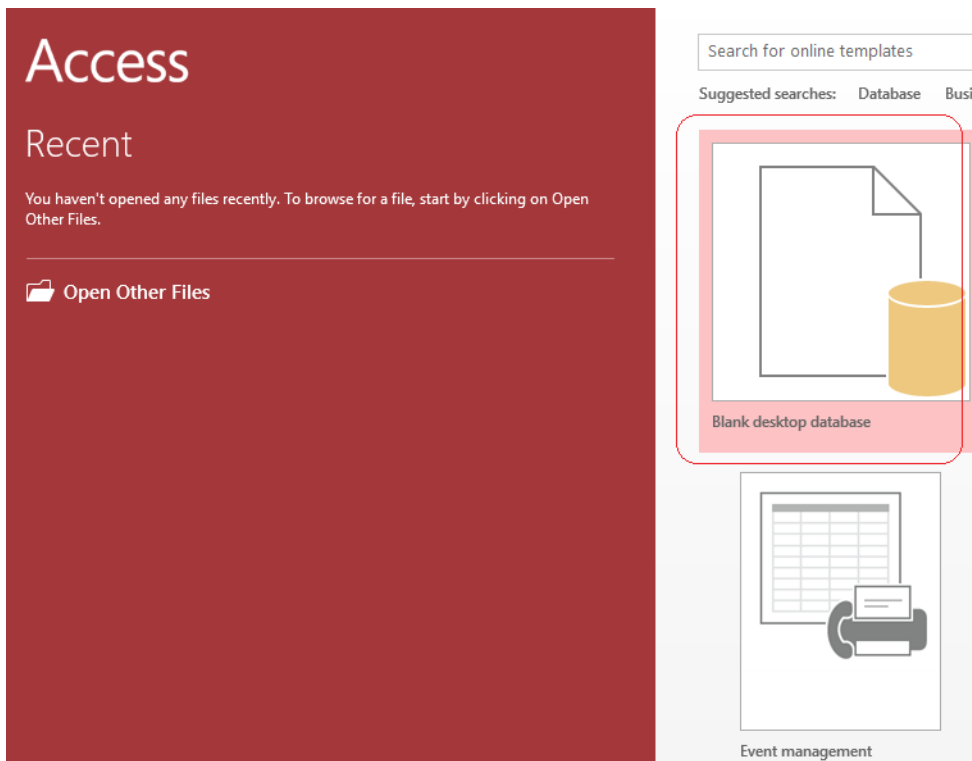 Access
Recent
You haven't opened any files recently. To browse for a file, start by clicking on Open
Other Files.
Open Other Files
Search for online templates
Suggested searches: Database Busi
Blank desktop database
Event management